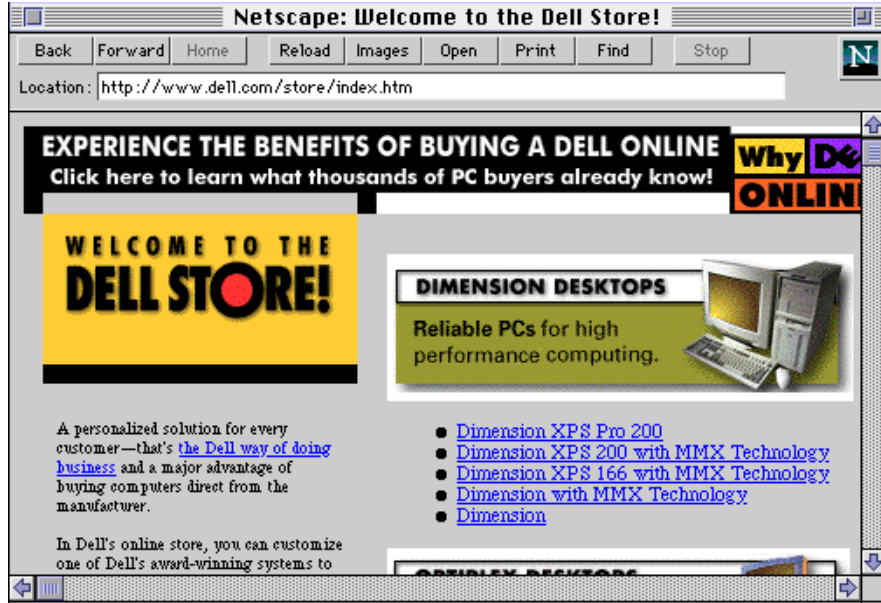 Netscape: Welcome to the Dell Store!
Back Forward Home Reload Images Open Print Find Stop
N
Location: http://www.dell.com/store/index.htm
EXPERIENCE THE BENEFITS OF BUYING A DELL ONLINE
Click here to learn what thousands of PC buyers already know!
Why De
ONLIN
WELCOME TO THE
DELL STORE!
DIMENSION DESKTOPS
Reliable PCs for high
performance computing.
A personalized solution for every
customer—that's the Dell way of doing
business and a major advantage of
buying computers direct from the
manufacturer.
In Dell's online store, you can customize
one of Dell's award-winning systems to
Dimension XPS Pro 200
Dimension XPS 200 with MMX Technology
Dimension XPS 166 with MMX Technology
Dimension with MMX Technology
Dimension
OPTIPLEX DESKTOPS